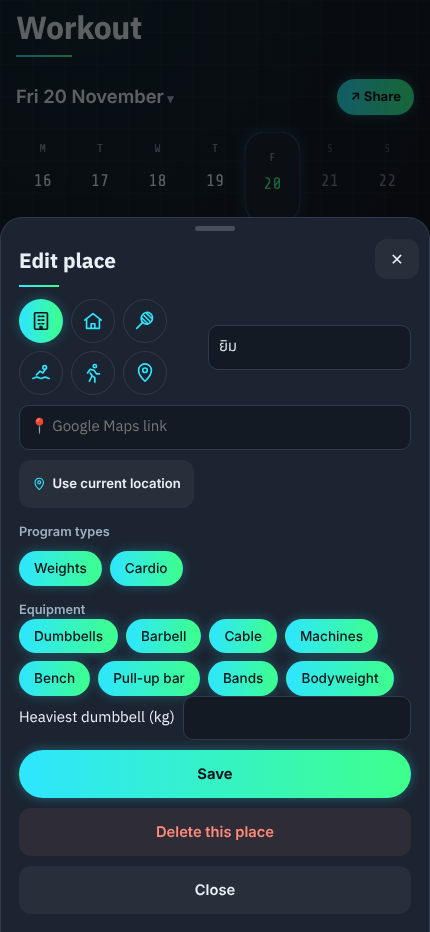 Workout
Fri 20 November ▾
↗ Share
M T W T F S S
16 17 18 19 20 21 22
Edit place
✕
ยิม
📍 Google Maps link
Use current location
Program types
Weights Cardio
Equipment
Dumbbells Barbell Cable Machines
Bench Pull-up bar Bands Bodyweight
Heaviest dumbbell (kg)
Save
Delete this place
Close